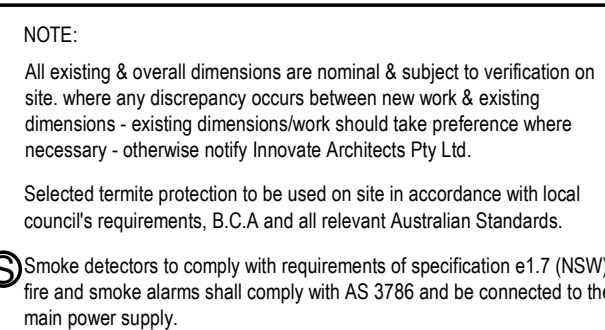 NOTE:
All existing & overall dimensions are nominal & subject to verification on
site. where any discrepancy occurs between new work & existing
dimensions - existing dimensions/work should take preference where
necessary - otherwise notify Innovate Architects Pty Ltd.
Selected termite protection to be used on site in accordance with local
council's requirements, B.C.A and all relevant Australian Standards.
S Smoke detectors to comply with requirements of specification e1.7 (NSW)
fire and smoke alarms shall comply with AS 3786 and be connected to the
main power supply.